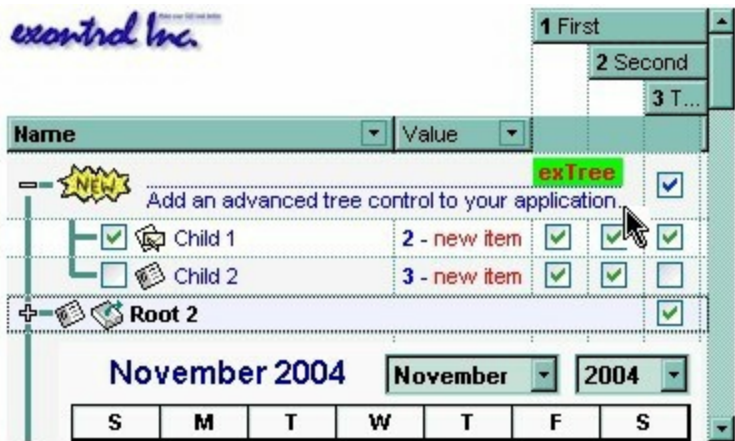 exontrol Inc.
1 First
2 Second
3 T...
Name
Value
NEW
exTree
Add an advanced tree control to your application.
Child 1 2 - new item
Child 2 3 - new item
Root 2
November 2004 November 2004
S M T W T F S